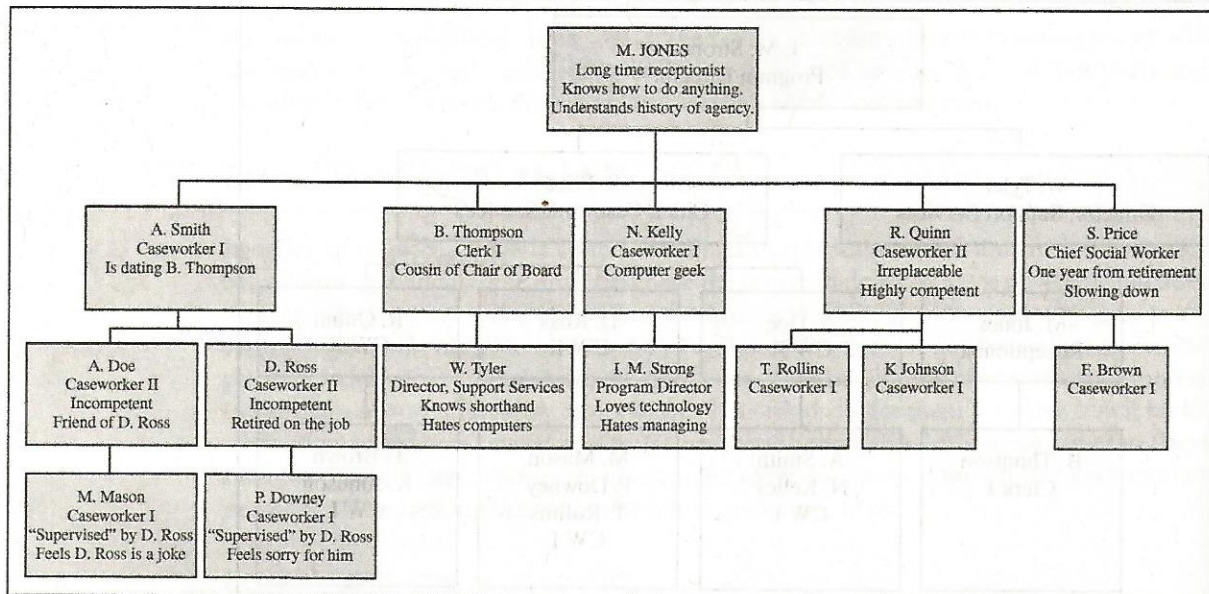 M. JONES
Long time receptionist
Knows how to do anything.
Understands history of agency.
A. Smith
Caseworker I
Is dating B. Thompson
B. Thompson
Clerk I
Cousin of Chair of Board
N. Kelly
Caseworker I
Computer geek
R. Quinn
Caseworker II
Irreplaceable
Highly competent
S. Price
Chief Social Worker
One year from retirement
Slowing down
A. Doe
Caseworker II
Incompetent
Friend of D. Ross
D. Ross
Caseworker II
Incompetent
Retired on the job
W. Tyler
Director, Support Services
Knows shorthand
Hates computers
I. M. Strong
Program Director
Loyes technology
Hates managing
T. Rollins
Caseworker I
K Johnson
Caseworker I
F. Brown
Caseworker I
M. Mason
Caseworker I
“Supervised” by D. Ross
Feels D. Ross is a joke
P. Downey
Caseworker I
“Supervised” by D. Ross
Feels sorry for him